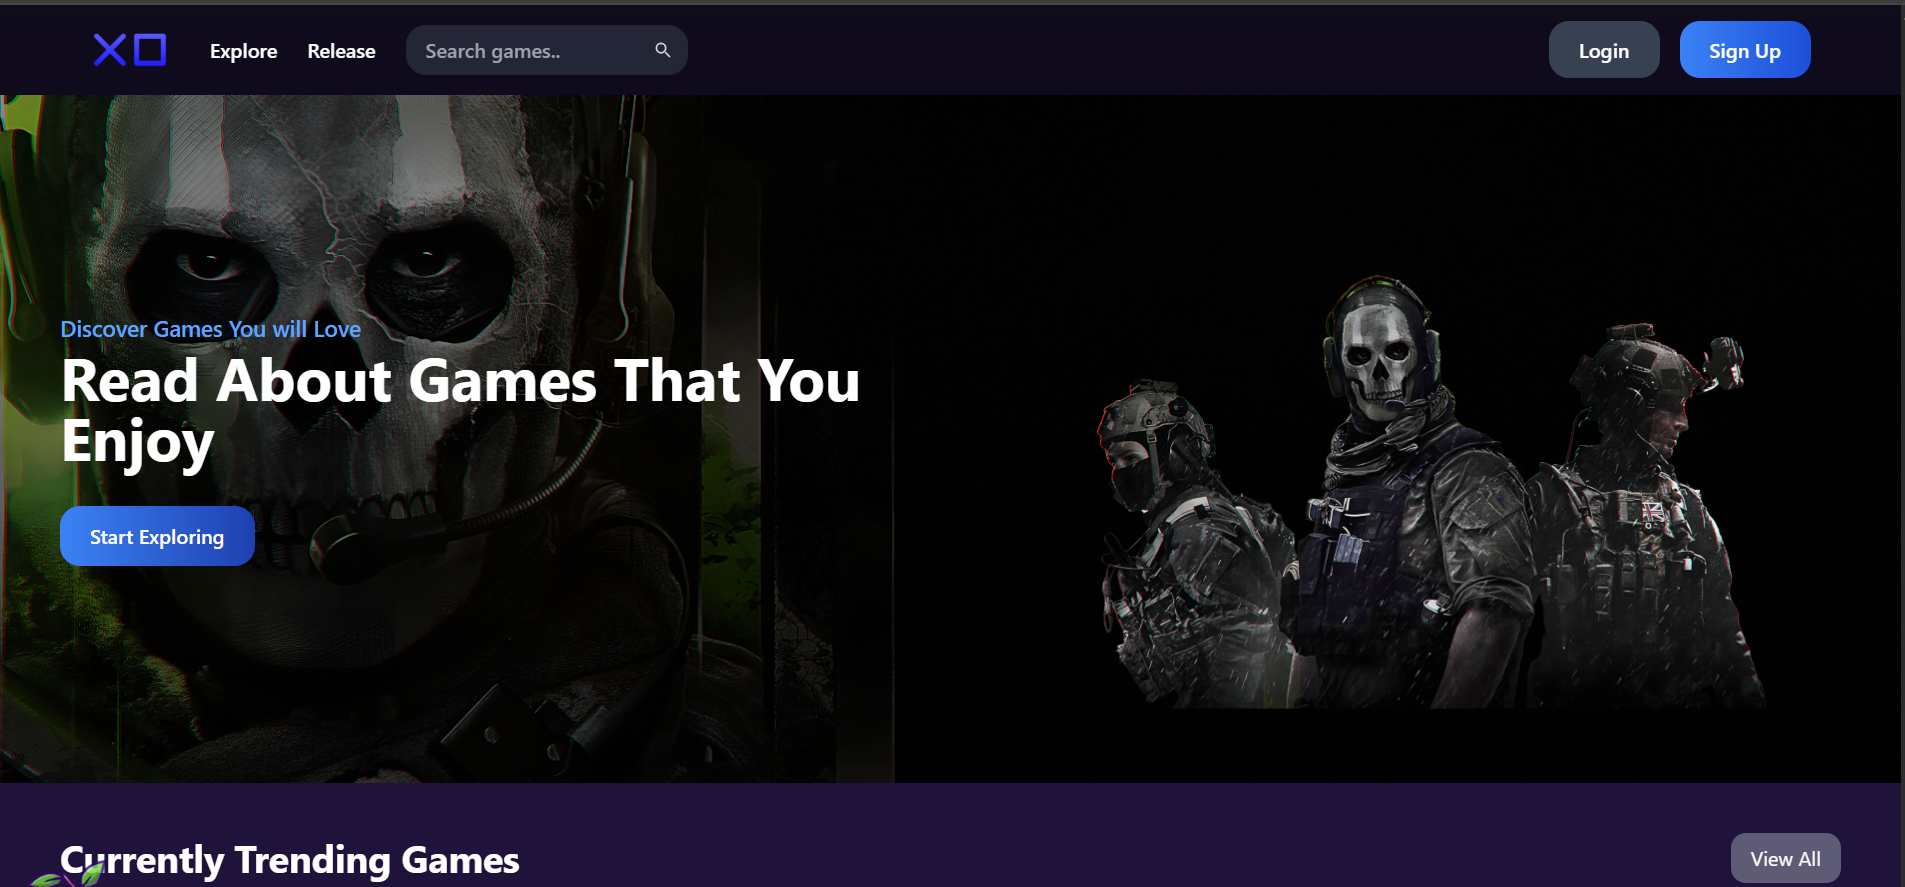 XO
Explore
Release
Search games..
Login
Sign Up
Discover Games You will Love
Read About Games That You
Enjoy
Start Exploring
Currently Trending Games
View All